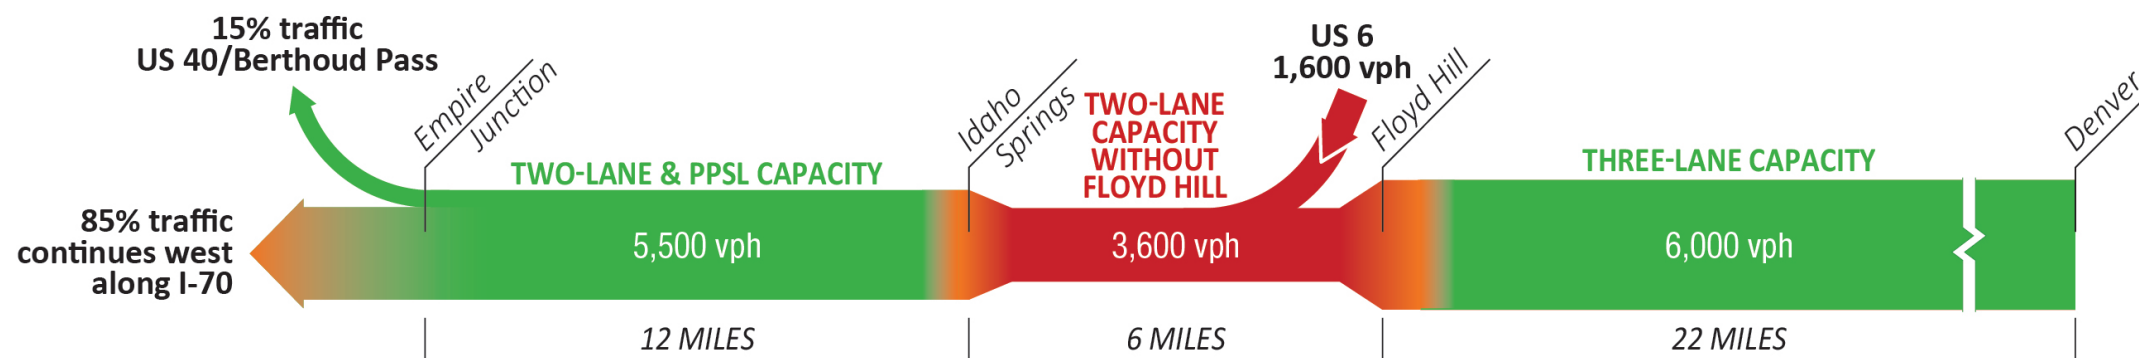 15% traffic
US 40/Berthoud Pass
85% traffic
continues west
along I-70
Empire
Junction
TWO-LANE & PPSL CAPACITY
5,500 vph
12 MILES
Idaho
Springs
TWO-LANE
CAPACITY
WITHOUT
FLOYD HILL
3,600 vph
6 MILES
US 6
1,600 vph
Floyd Hill
THREE-LANE CAPACITY
6,000 vph
22 MILES
Denver